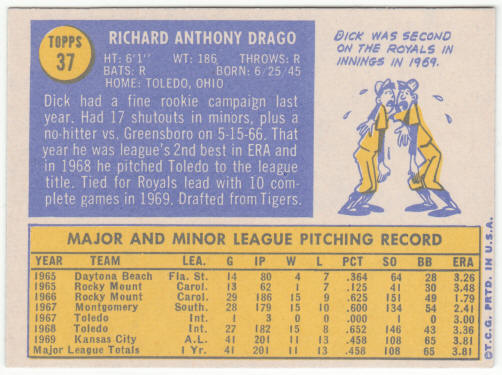 TOPPS
37
RICHARD ANTHONY DRAGO
HT: 6'1" WT: 186 THROWS: R
BATS: R BORN: 6/25/45
HOME: TOLEDO, OHIO
Dick had a fine rookie campaign last
year. Had 17 shutouts in minors, plus a
no-hitter vs. Greensboro on 5-15-66. That
year he was league's 2nd best in ERA and
in 1968 he pitched Toledo to the league
title. Tied for Royals lead with 10 com-
plete games in 1969. Drafted from Tigers.
DICK WAS SECOND
ON THE ROYALS IN
INNINGS IN 1969.
MAJOR AND MINOR LEAGUE PITCHING RECORD
YEAR TEAM LEA. G IP W L PCT SO BB ERA
1965 Daytona Beach Fla. St. 14 80 4 7 .364 64 28 3.26
1965 Rocky Mount Carol. 13 62 1 7 .125 41 30 3.48
1966 Rocky Mount Carol. 29 186 15 9 .625 151 49 1.79
1967 Montgomery South. 28 179 15 10 .600 134 54 2.41
1967 Toledo Int. 1 3 0 0 .000 1 0 3.00
1968 Toledo Int. 27 182 15 8 .652 146 43 3.36
1969 Kansas City A.L. 41 201 11 13 .458 108 65 3.81
Major League Totals 1 Yr. 41 201 11 13 .458 108 65 3.81
©T.C.G. PRTD. IN U.S.A.